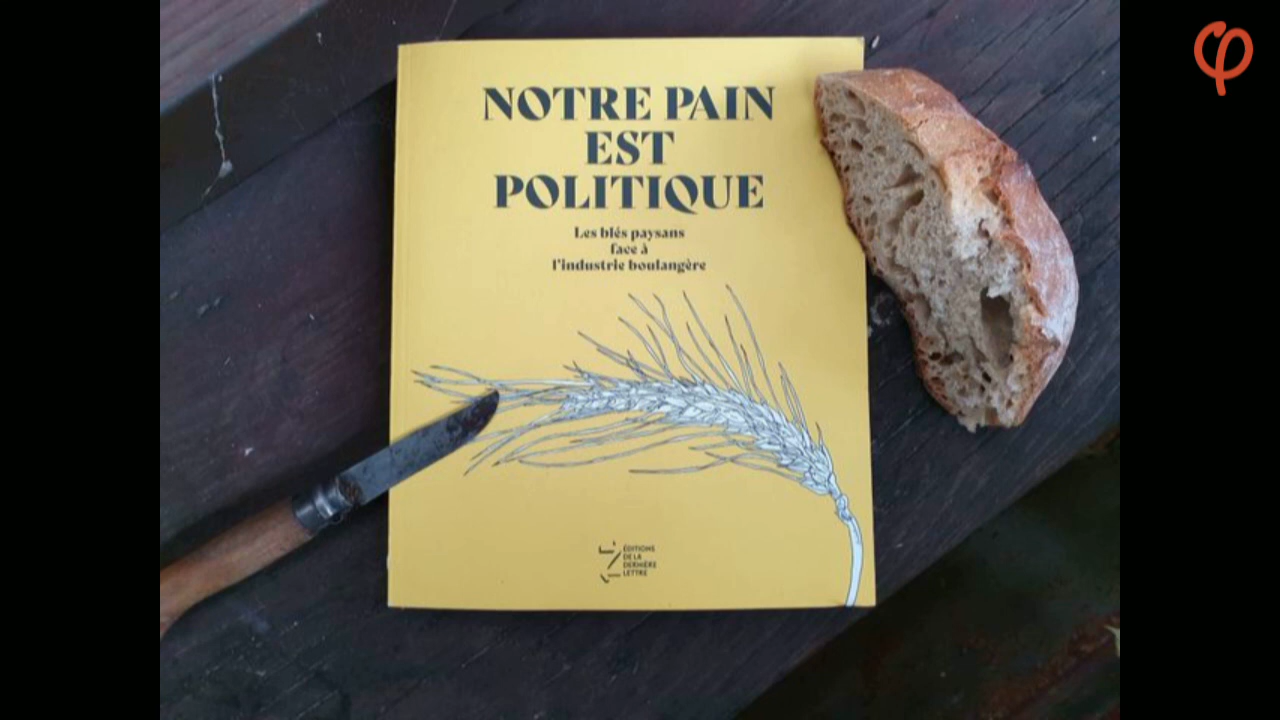 NOTRE PAIN
EST
POLITIQUE
Les blés paysans
face à
l'industrie boulangère
ÉDITIONS
DE LA
DERNIÈRE
LETTRE
φ